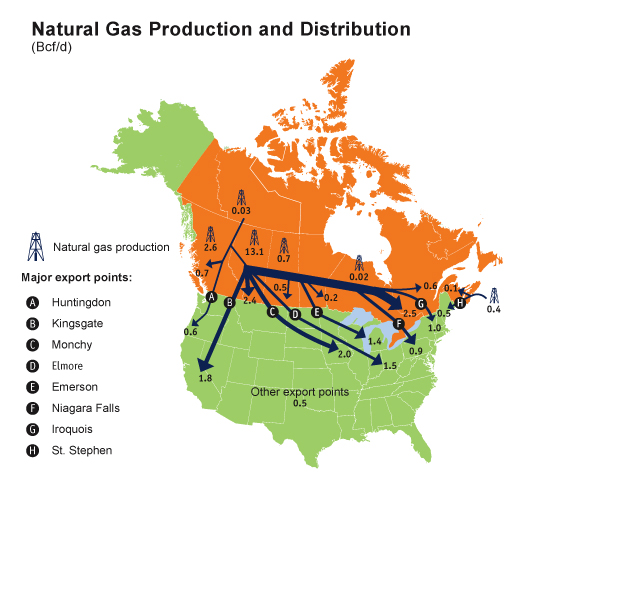 Natural Gas Production and Distribution
(Bcf/d)
0.03
2.6
13.1
0.7
0.02
Natural gas production
0.7
0.5
0.2
0.6
0.1
Major export points:
A Huntingdon
B Kingsgate
C Monchy
D Elmore
E Emerson
F Niagara Falls
G Iroquois
H St. Stephen
A
B
2.4
C
D
E
2.5
G
H
0.5
0.4
F
1.0
0.6
1.4
0.9
2.0
1.5
1.8
Other export points
0.5